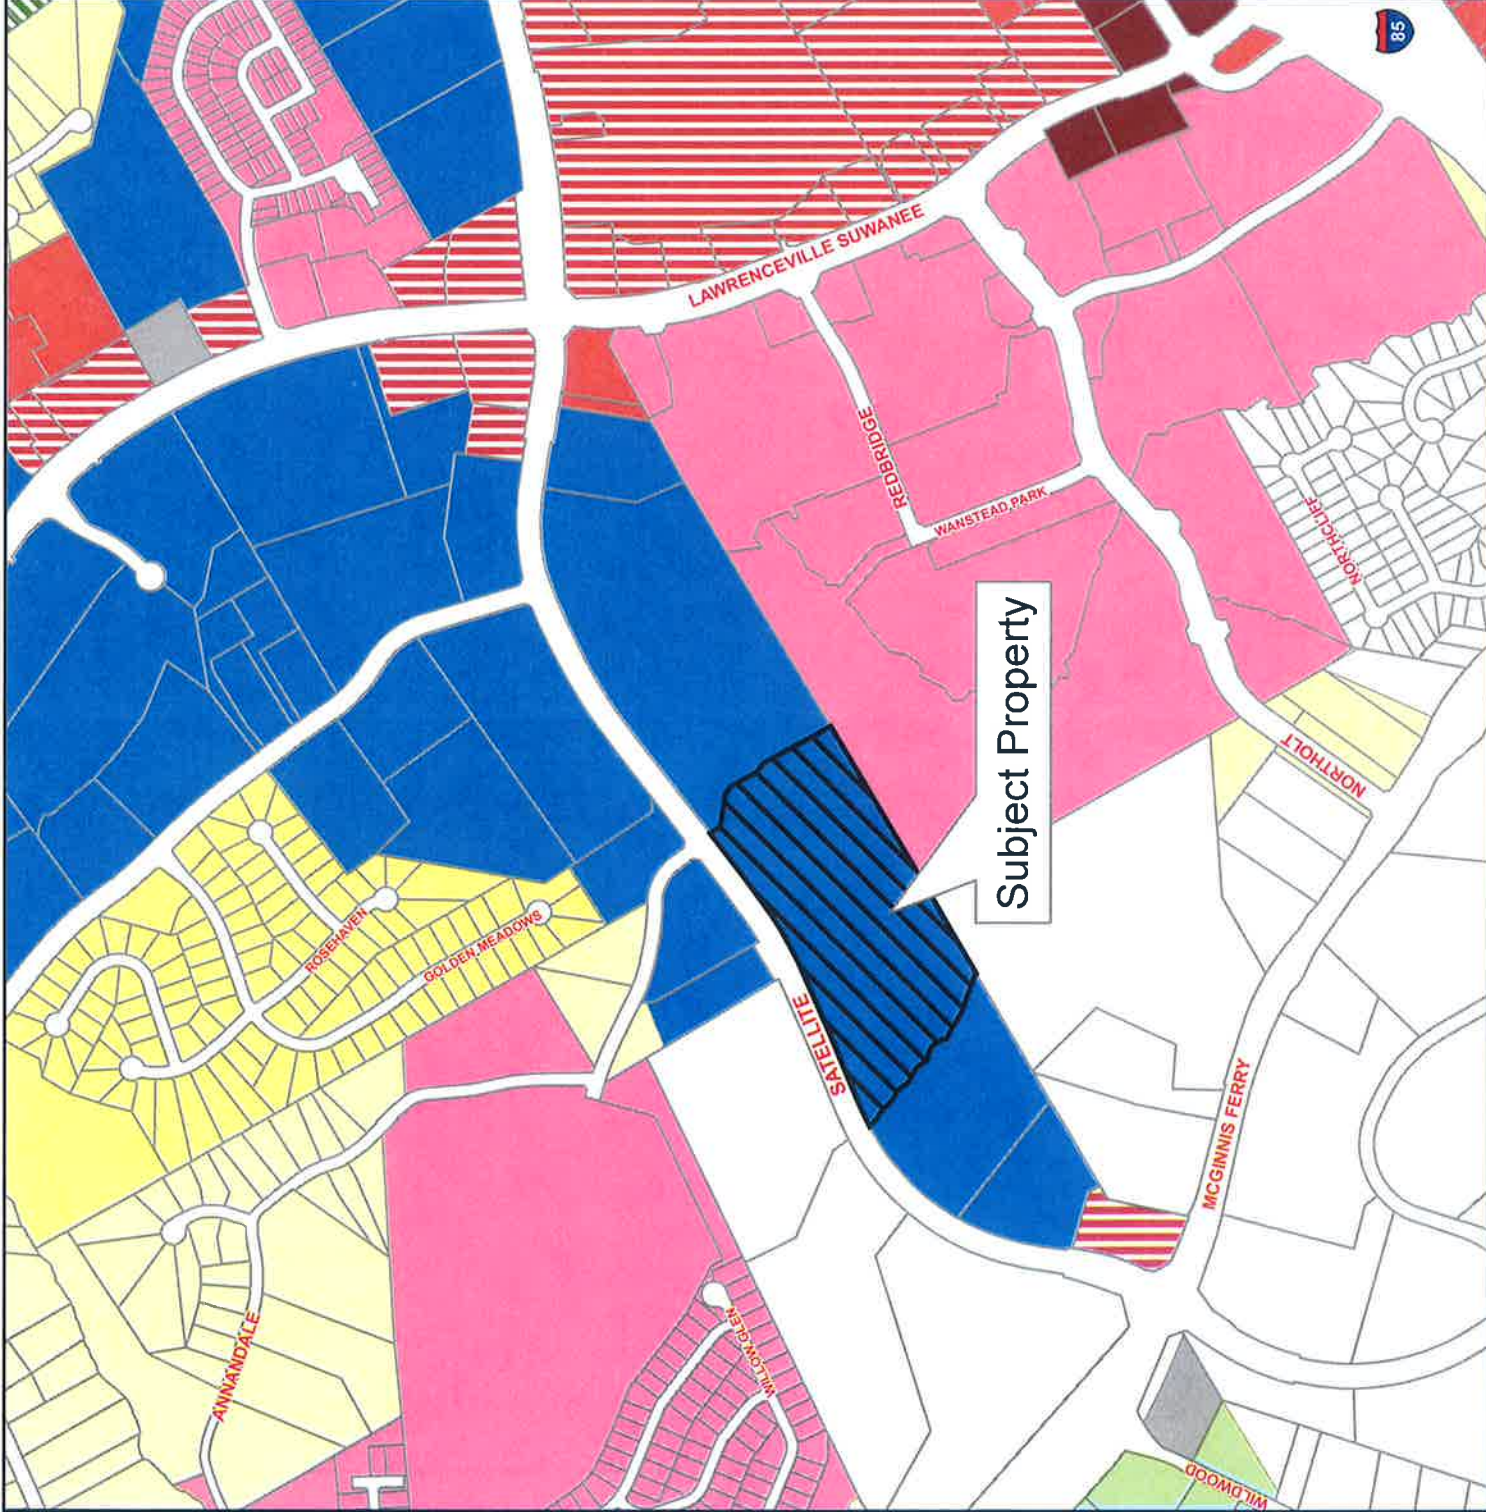 85
LAWRENCEVILLE SUWANEE
REDBRIDGE
WANSTEAD PARK
NORTHCLIFF
Subject Property
NORTHOLT
ROSEHAVEN
GOLDEN MEADOWS
SATELLITE
MCGINNIS FERRY
ANNANDALE
WILLOW GLEN
WILDWOOD